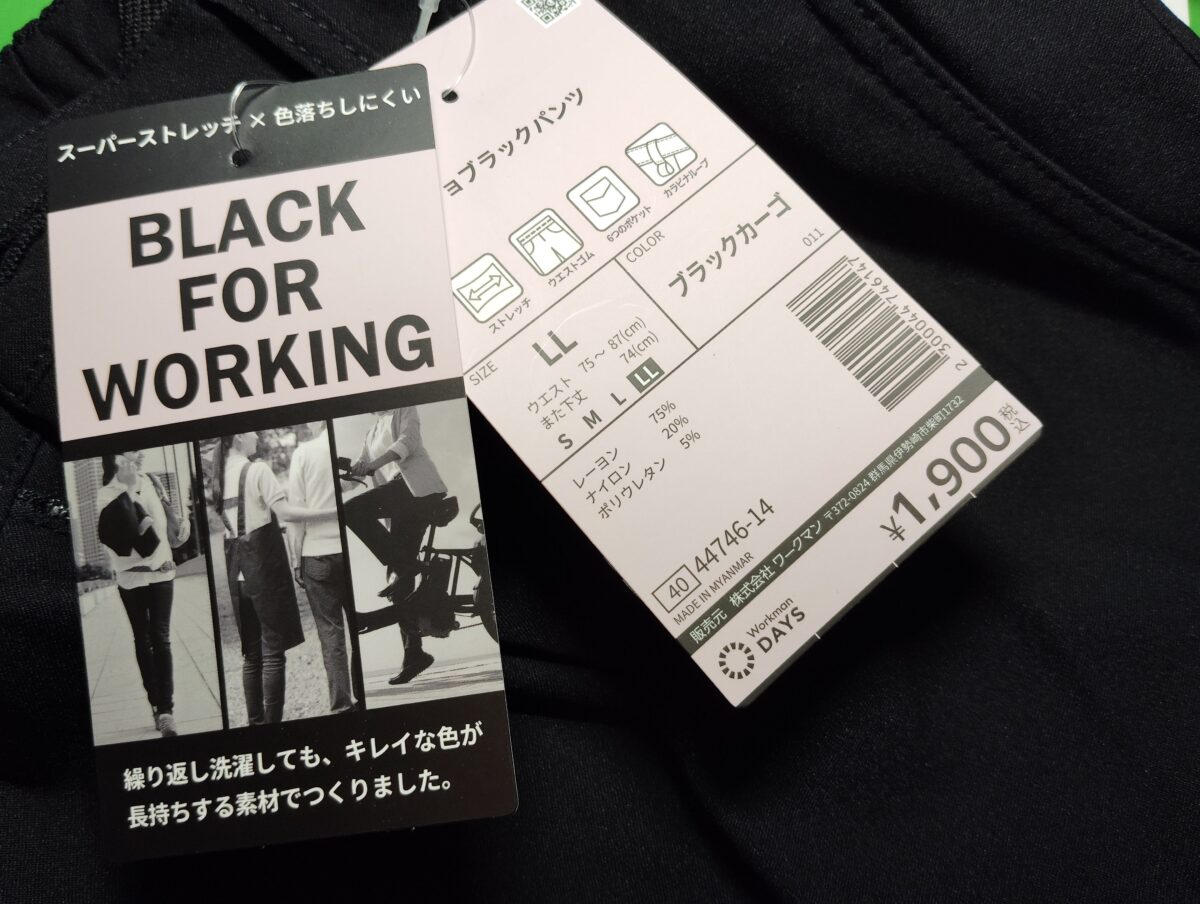 スーパーストレッチ × 色落ちしにくい
BLACK
FOR
WORKING
繰り返し洗濯しても、キレイな色が
長持ちする素材でつくりました。
ョブラックパンツ
ストレッチ
ウエストゴム
6つのポケット
カラビナループ
SIZE
LL
ウエスト 75～87(cm)
また下丈 74(cm)
S M L LL
COLOR
ブラックカーゴ
011
2300044746147
レーヨン 75%
ナイロン 20%
ポリウレタン 5%
40 44746-14
MADE IN MYANMAR
¥1,900 税込
販売元 株式会社 ワークマン 〒372-0824 群馬県伊勢崎市柴町1732
Workman
DAYS